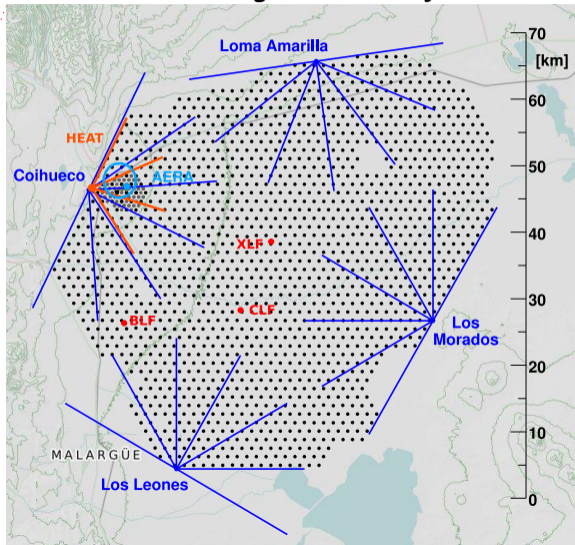 70
[km]
Loma Amarilla
60
HEAT
50
Coihueco
AERA
40
XLF
30
BLF
CLF
Los
Morados
20
10
MALARGÜE
Los Leones
0